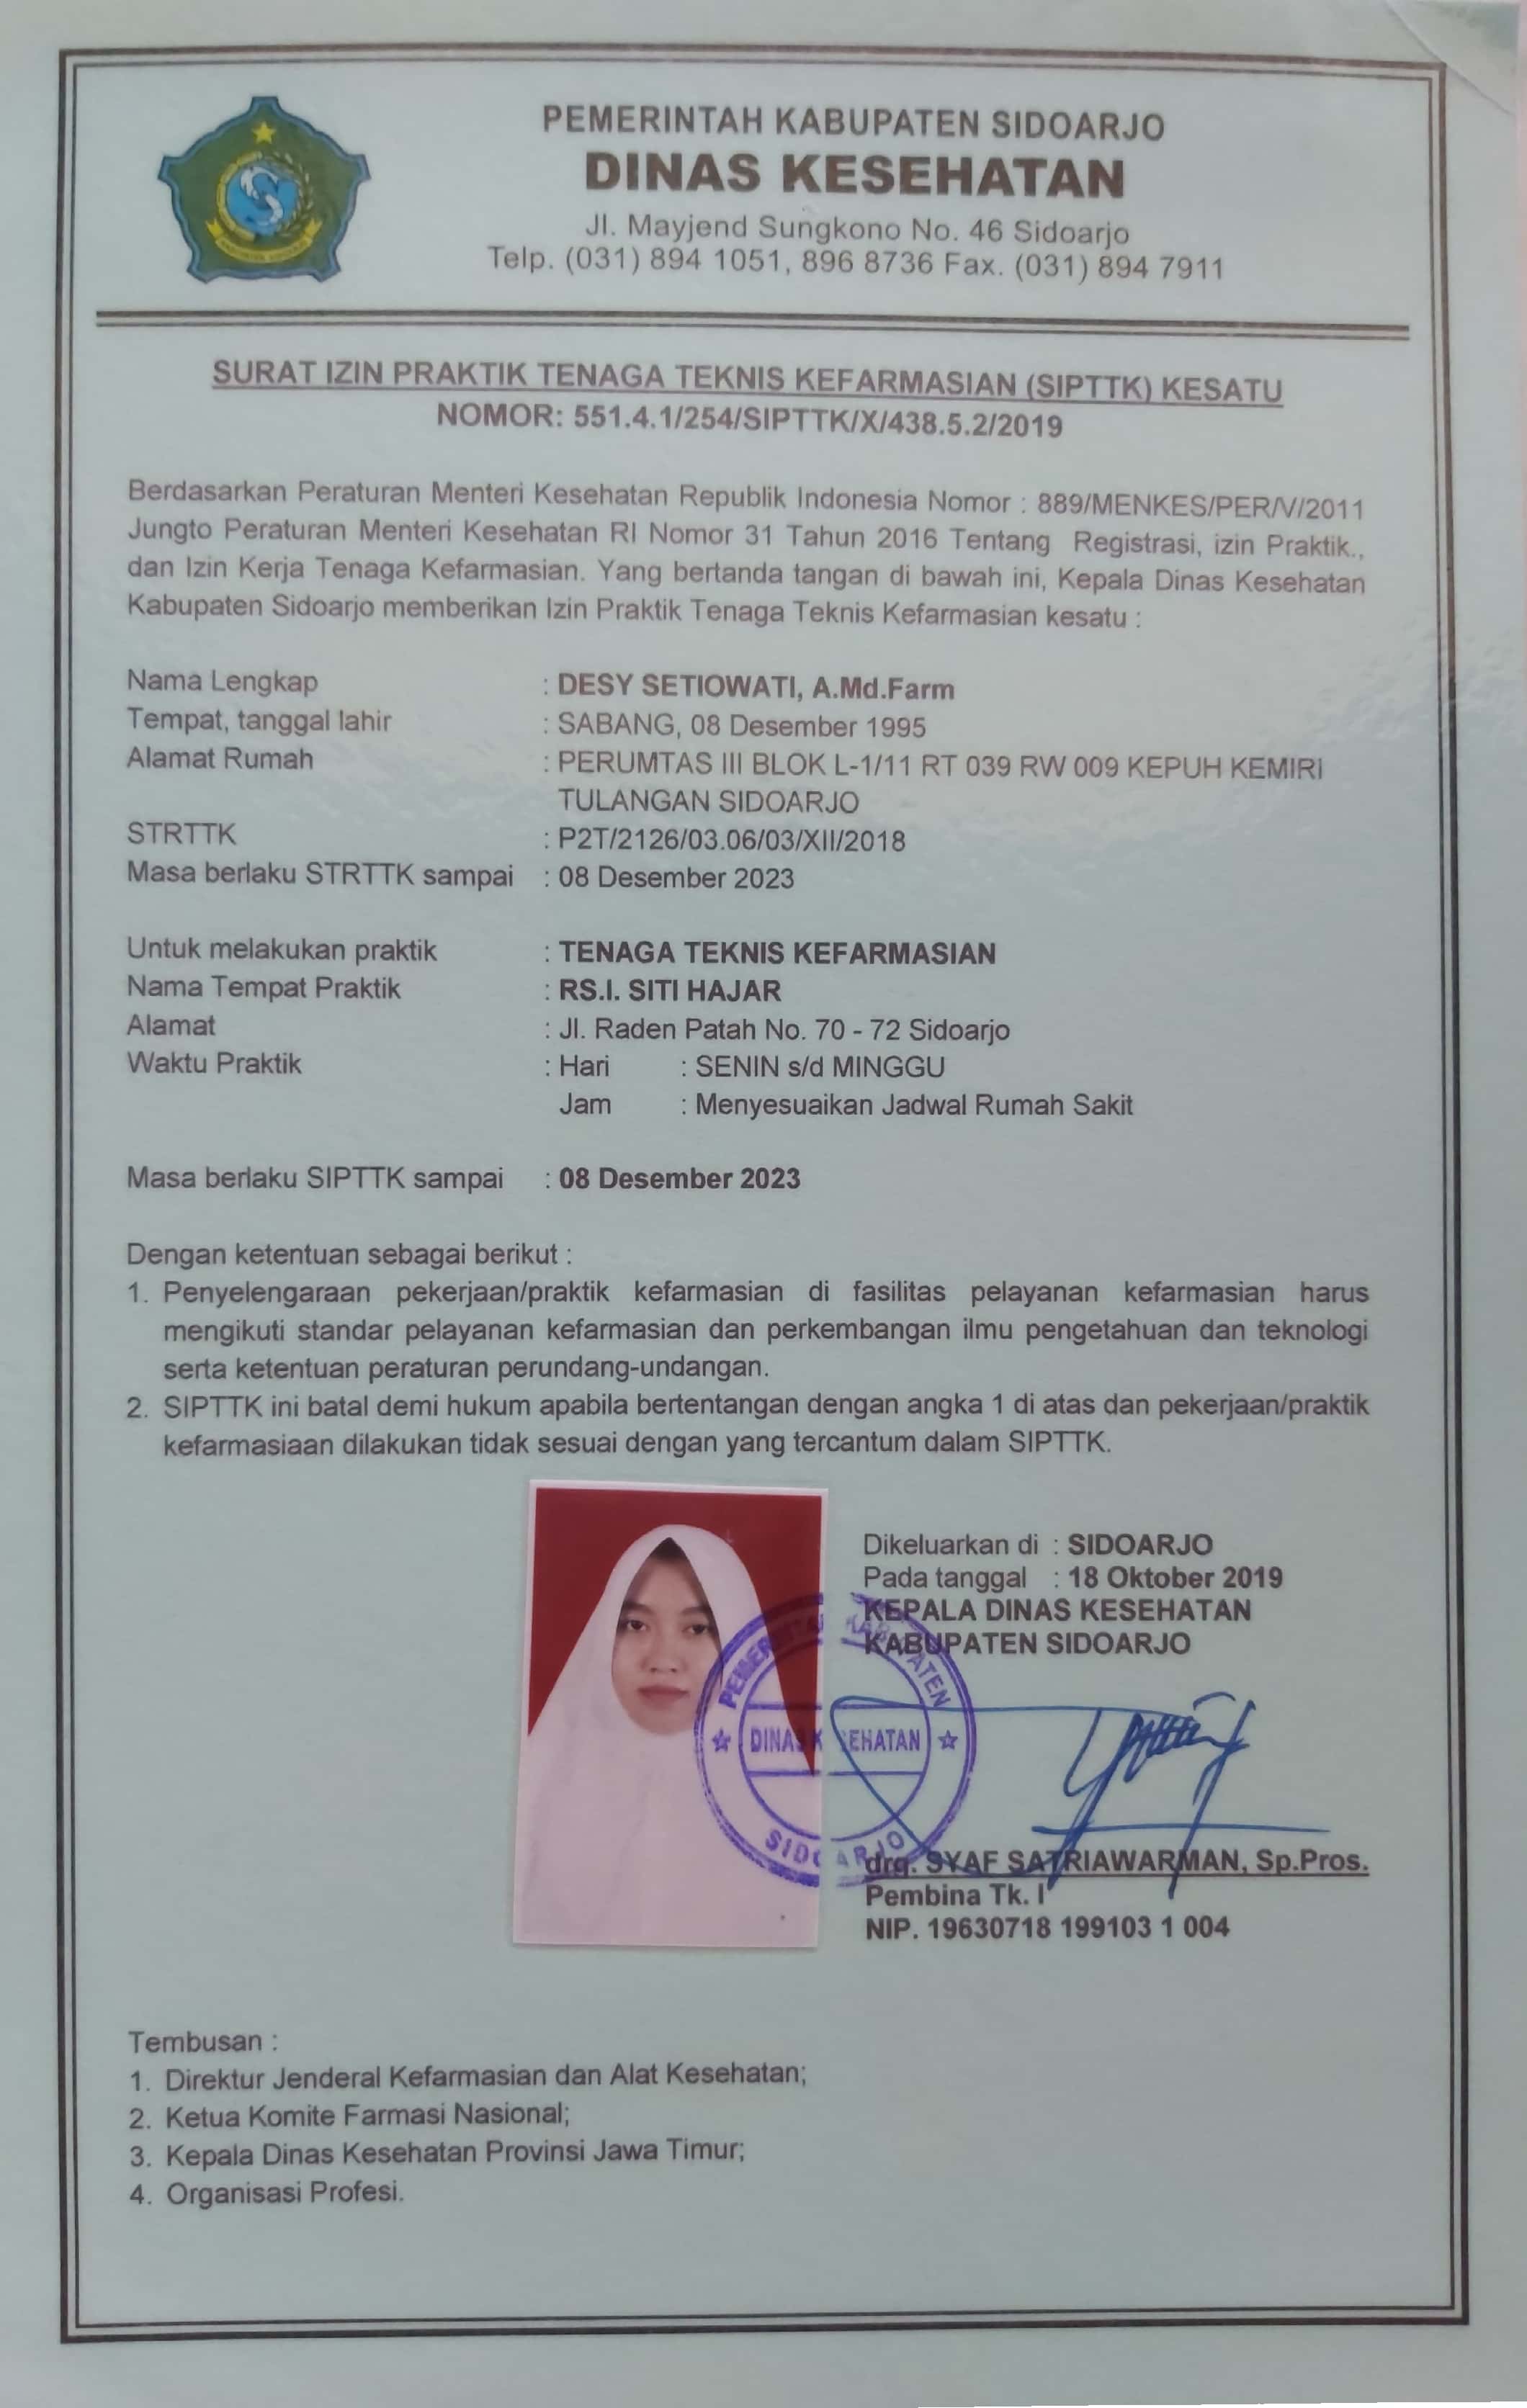 PEMERINTAH KABUPATEN SIDOARJO
DINAS KESEHATAN
Jl. Mayjend Sungkono No. 46 Sidoarjo
Telp. (031) 894 1051, 896 8736 Fax. (031) 894 7911
SURAT IZIN PRAKTIK TENAGA TEKNIS KEFARMASIAN (SIPTTK) KESATU
NOMOR: 551.4.1/254/SIPTTK/X/438.5.2/2019
Berdasarkan Peraturan Menteri Kesehatan Republik Indonesia Nomor : 889/MENKES/PER/V/2011
Jungto Peraturan Menteri Kesehatan RI Nomor 31 Tahun 2016 Tentang Registrasi, izin Praktik.,
dan Izin Kerja Tenaga Kefarmasian. Yang bertanda tangan di bawah ini, Kepala Dinas Kesehatan
Kabupaten Sidoarjo memberikan Izin Praktik Tenaga Teknis Kefarmasian kesatu :
Nama Lengkap : DESY SETIOWATI, A.Md.Farm
Tempat, tanggal lahir : SABANG, 08 Desember 1995
Alamat Rumah : PERUMTAS III BLOK L-1/11 RT 039 RW 009 KEPUH KEMIRI
TULANGAN SIDOARJO
STRTTK : P2T/2126/03.06/03/XII/2018
Masa berlaku STRTTK sampai : 08 Desember 2023
Untuk melakukan praktik : TENAGA TEKNIS KEFARMASIAN
Nama Tempat Praktik : RS.I. SITI HAJAR
Alamat : Jl. Raden Patah No. 70 - 72 Sidoarjo
Waktu Praktik : Hari : SENIN s/d MINGGU
Jam : Menyesuaikan Jadwal Rumah Sakit
Masa berlaku SIPTTK sampai : 08 Desember 2023
Dengan ketentuan sebagai berikut :
1. Penyelengaraan pekerjaan/praktik kefarmasian di fasilitas pelayanan kefarmasian harus
mengikuti standar pelayanan kefarmasian dan perkembangan ilmu pengetahuan dan teknologi
serta ketentuan peraturan perundang-undangan.
2. SIPTTK ini batal demi hukum apabila bertentangan dengan angka 1 di atas dan pekerjaan/praktik
kefarmasiaan dilakukan tidak sesuai dengan yang tercantum dalam SIPTTK.
Dikeluarkan di : SIDOARJO
Pada tanggal : 18 Oktober 2019
KEPALA DINAS KESEHATAN
KABUPATEN SIDOARJO
PEMERINTAH KABUPATEN
DINAS KESEHATAN
SIDOARJO
drg. SYAF SATRIAWARMAN, Sp.Pros.
Pembina Tk. I
NIP. 19630718 199103 1 004
Tembusan :
1. Direktur Jenderal Kefarmasian dan Alat Kesehatan;
2. Ketua Komite Farmasi Nasional;
3. Kepala Dinas Kesehatan Provinsi Jawa Timur;
4. Organisasi Profesi.